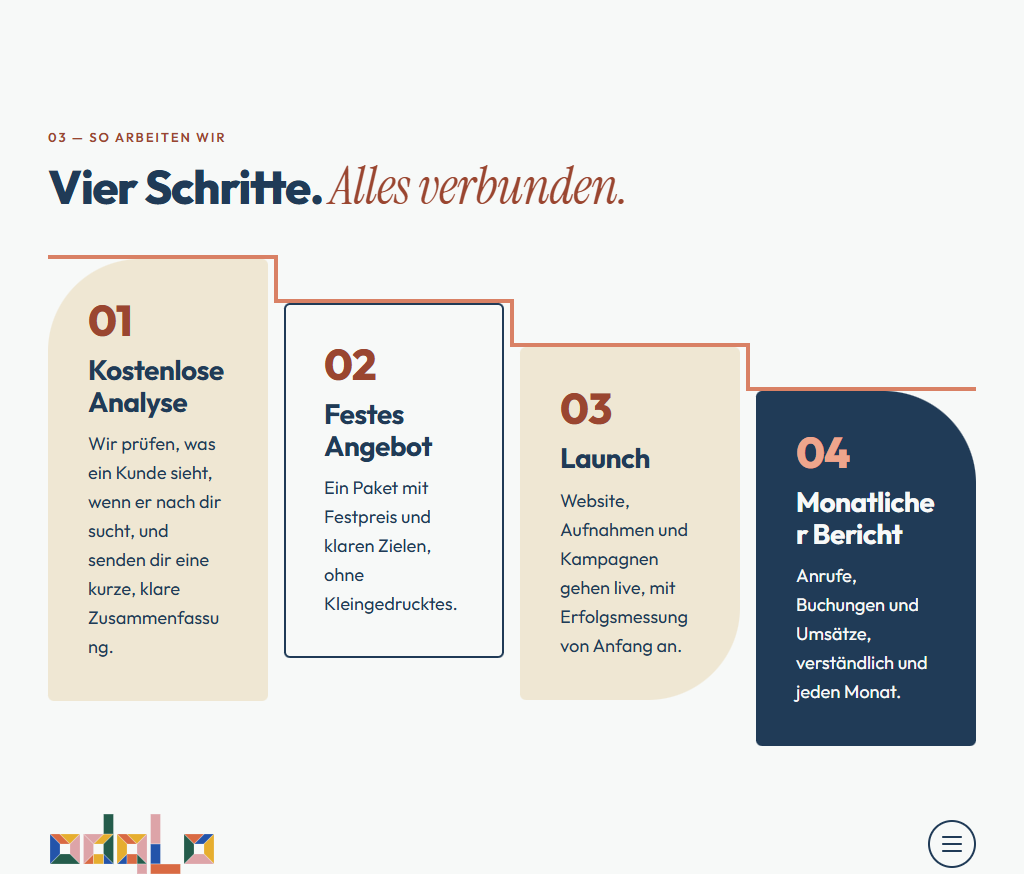 03 — SO ARBEITEN WIR
Vier Schritte. Alles verbunden.
01
Kostenlose
Analyse
Wir prüfen, was
ein Kunde sieht,
wenn er nach dir
sucht, und
senden dir eine
kurze, klare
Zusammenfassu
ng.
02
Festes
Angebot
Ein Paket mit
Festpreis und
klaren Zielen,
ohne
Kleingedrucktes.
03
Launch
Website,
Aufnahmen und
Kampagnen
gehen live, mit
Erfolgsmessung
von Anfang an.
04
Monatliche
r Bericht
Anrufe,
Buchungen und
Umsätze,
verständlich und
jeden Monat.